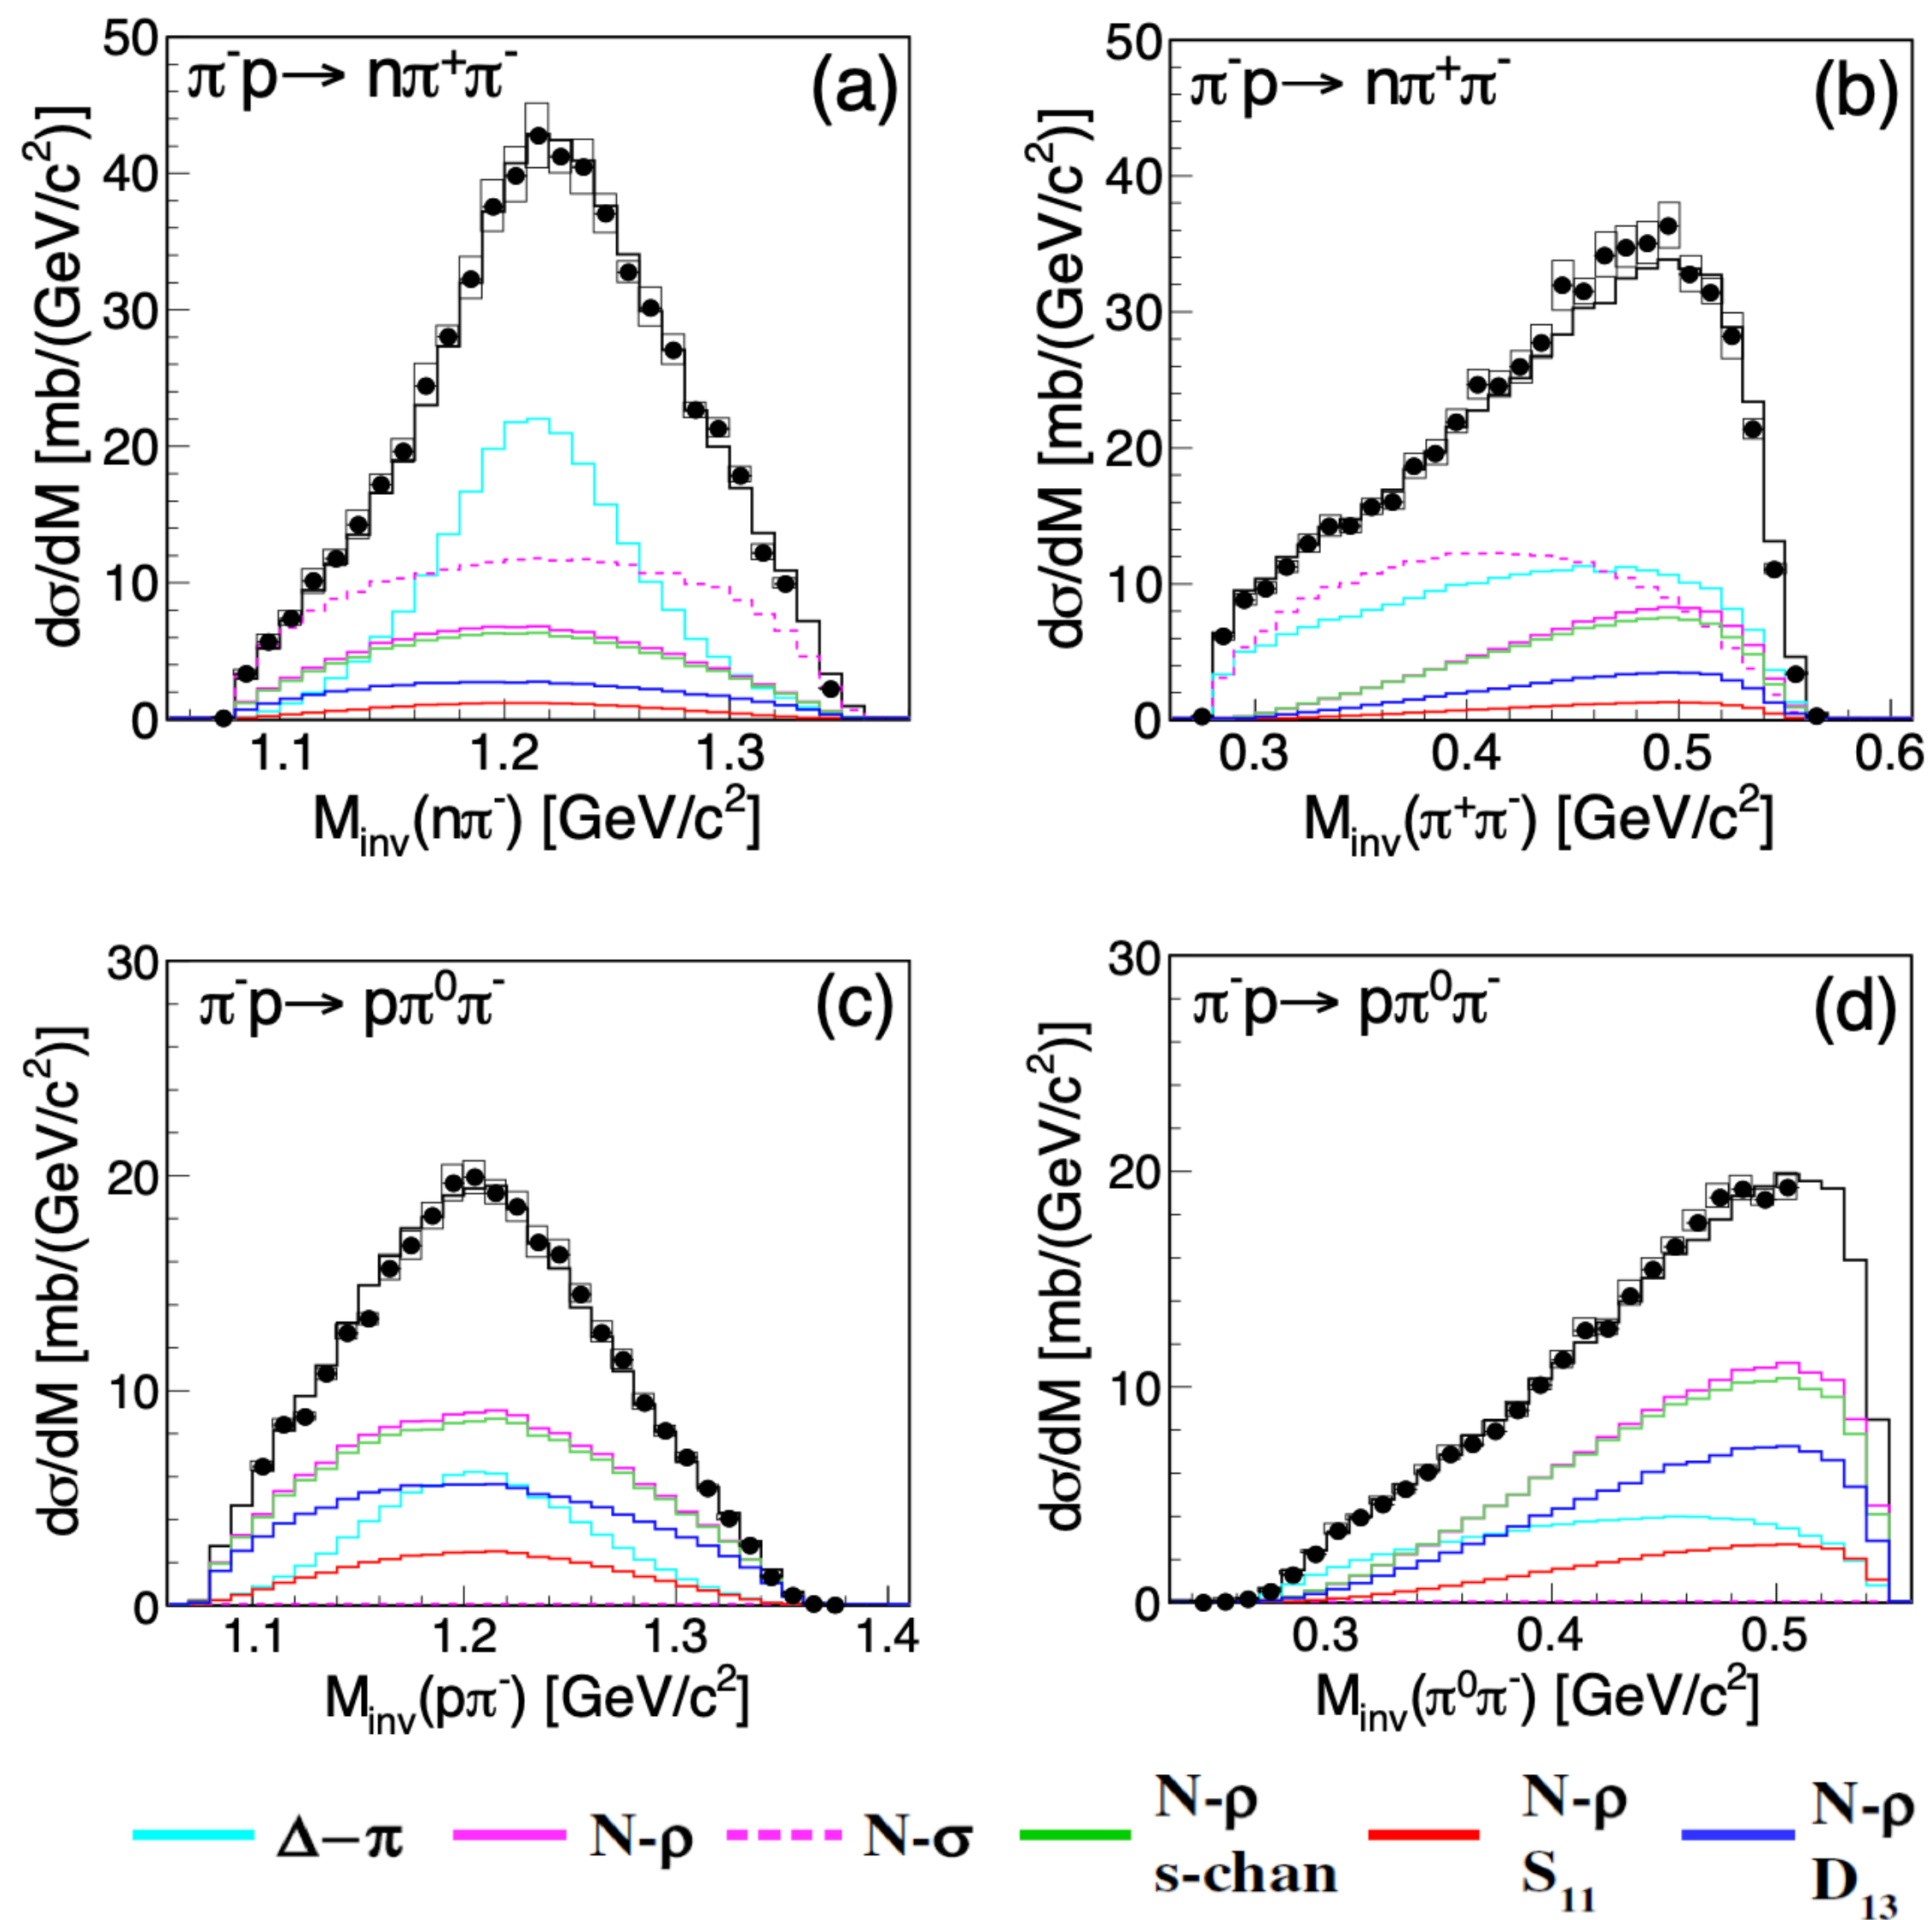 π⁻p→ nπ⁺π⁻
(a)
dσ/dM [mb/(GeV/c²)]
50
40
30
20
10
0
1.1 1.2 1.3
M_inv(nπ⁻) [GeV/c²]
π⁻p→ nπ⁺π⁻
(b)
dσ/dM [mb/(GeV/c²)]
50
40
30
20
10
0
0.3 0.4 0.5 0.6
M_inv(π⁺π⁻) [GeV/c²]
π⁻p→ pπ⁰π⁻
(c)
dσ/dM [mb/(GeV/c²)]
30
20
10
0
1.1 1.2 1.3 1.4
M_inv(pπ⁻) [GeV/c²]
π⁻p→ pπ⁰π⁻
(d)
dσ/dM [mb/(GeV/c²)]
30
20
10
0
0.3 0.4 0.5
M_inv(π⁰π⁻) [GeV/c²]
Δ–π
N-ρ
N-σ
N-ρ
s-chan
N-ρ
S₁₁
N-ρ
D₁₃